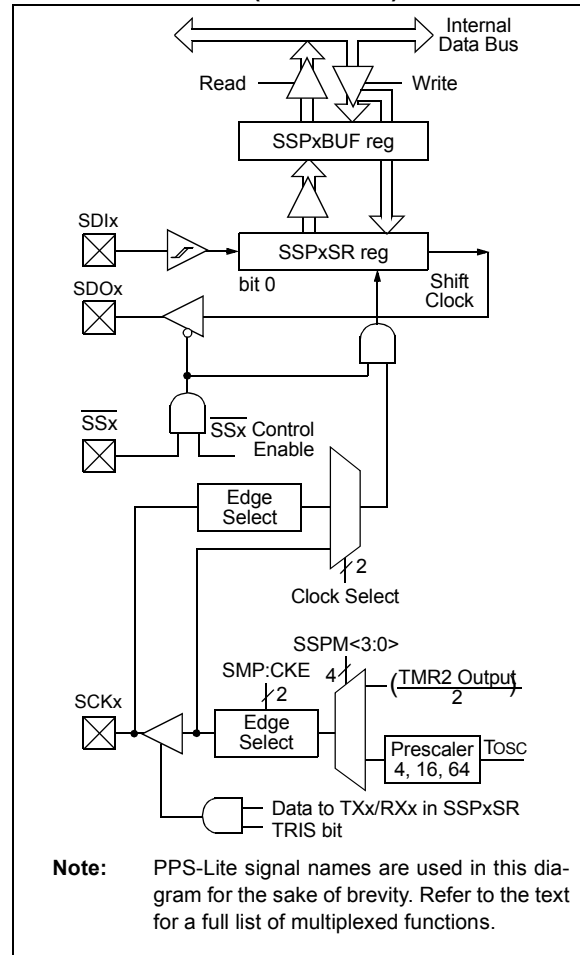 Internal
Data Bus
Read
Write
SSPxBUF reg
SDIx
SSPxSR reg
bit 0
Shift
Clock
SDOx
SSx
SSx Control
Enable
Edge
Select
2
Clock Select
SSPM<3:0>
SMP:CKE
4
(TMR2 Output)
2
2
SCKx
Edge
Select
Prescaler
4, 16, 64
TOSC
Data to TXx/RXx in SSPxSR
TRIS bit
Note: PPS-Lite signal names are used in this dia-
gram for the sake of brevity. Refer to the text
for a full list of multiplexed functions.